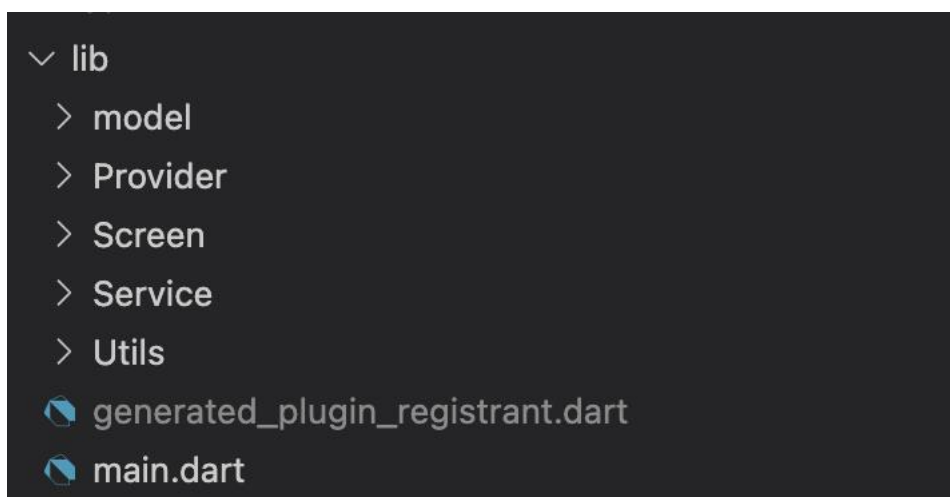 lib
model
Provider
Screen
Service
Utils
generated_plugin_registrant.dart
main.dart